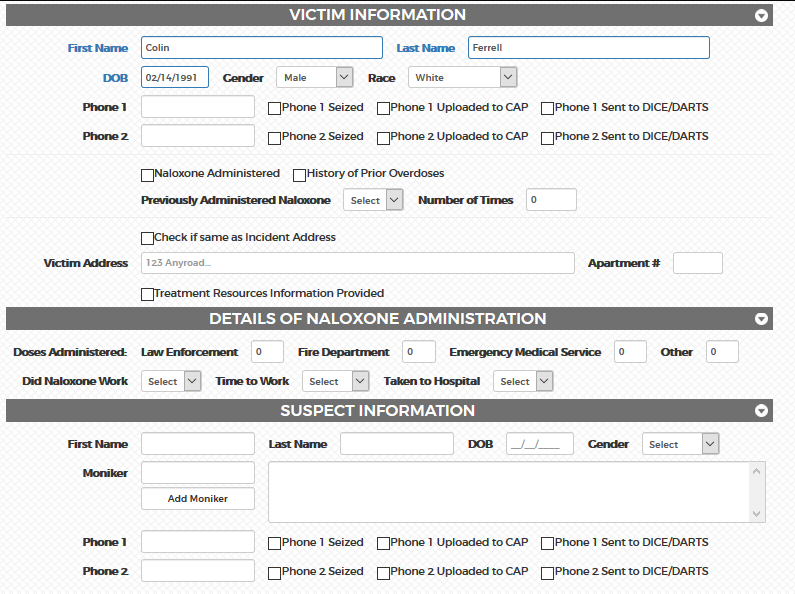 VICTIM INFORMATION
First Name Colin Last Name Ferrell
DOB 02/14/1991 Gender Male Race White
Phone 1 Phone 1 Seized Phone 1 Uploaded to CAP Phone 1 Sent to DICE/DARTS
Phone 2 Phone 2 Seized Phone 2 Uploaded to CAP Phone 2 Sent to DICE/DARTS
Naloxone Administered History of Prior Overdoses
Previously Administered Naloxone Select Number of Times 0
Check if same as Incident Address
Victim Address 123 Anyroad... Apartment #
Treatment Resources Information Provided
DETAILS OF NALOXONE ADMINISTRATION
Doses Administered: Law Enforcement 0 Fire Department 0 Emergency Medical Service 0 Other 0
Did Naloxone Work Select Time to Work Select Taken to Hospital Select
SUSPECT INFORMATION
First Name Last Name DOB __/__/____ Gender Select
Moniker
Add Moniker
Phone 1 Phone 1 Seized Phone 1 Uploaded to CAP Phone 1 Sent to DICE/DARTS
Phone 2 Phone 2 Seized Phone 2 Uploaded to CAP Phone 2 Sent to DICE/DARTS